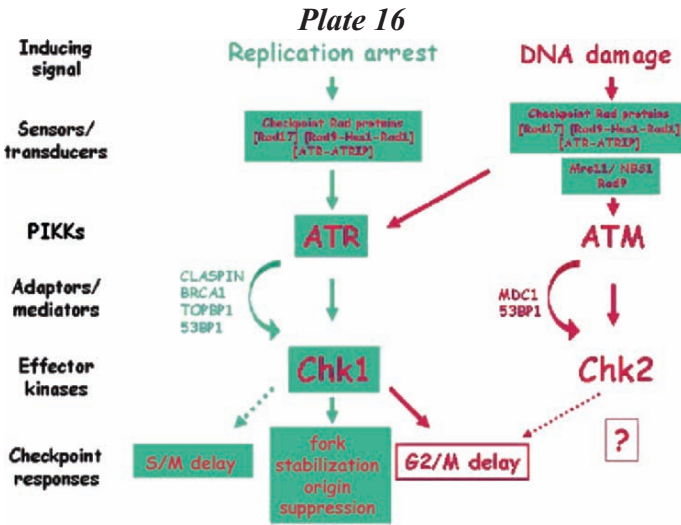 Plate 16
Inducing signal
Replication arrest
DNA damage
Sensors/
transducers
Checkpoint Rad proteins
[Rad17] [Rad9-Hus1-Rad1]
[ATR-ATRIP]
Checkpoint Rad proteins
[Rad17] [Rad9-Hus1-Rad1]
[ATR-ATRIP]
Mre11/ NBS1
Rad9
PIKKs
ATR
ATM
Adaptors/
mediators
CLASPIN
BRCA1
TOPBP1
53BP1
MDC1
53BP1
Effector
kinases
Chk1
Chk2
Checkpoint
responses
S/M delay
fork
stabilization
origin
suppression
G2/M delay
?